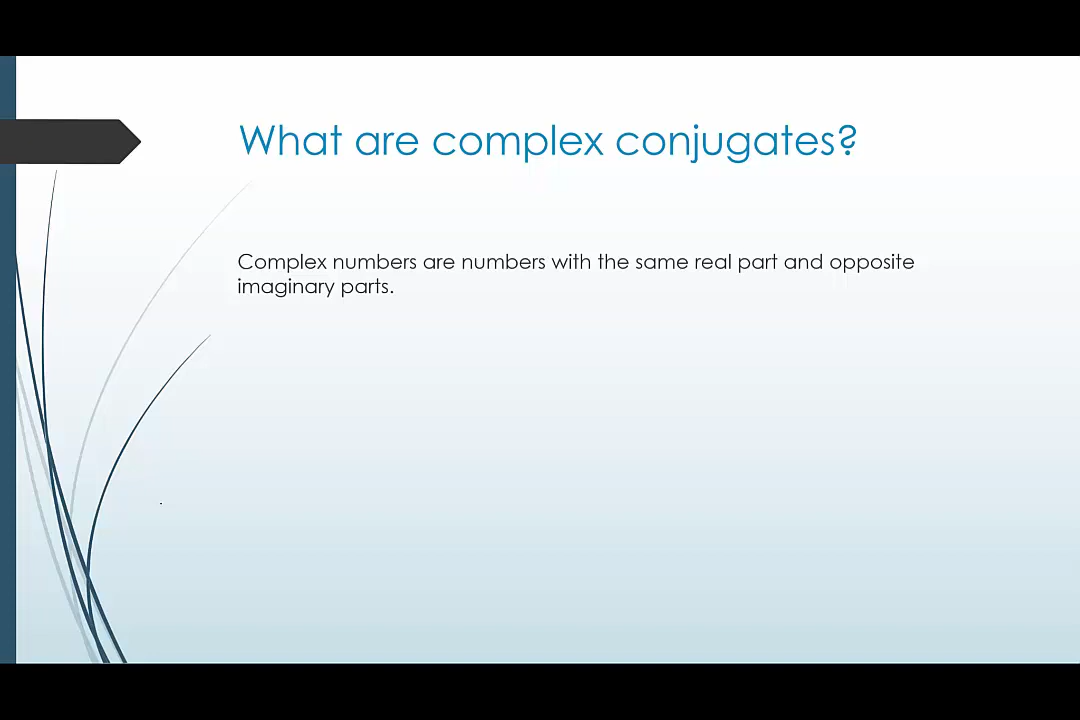 What are complex conjugates?
Complex numbers are numbers with the same real part and opposite
imaginary parts.